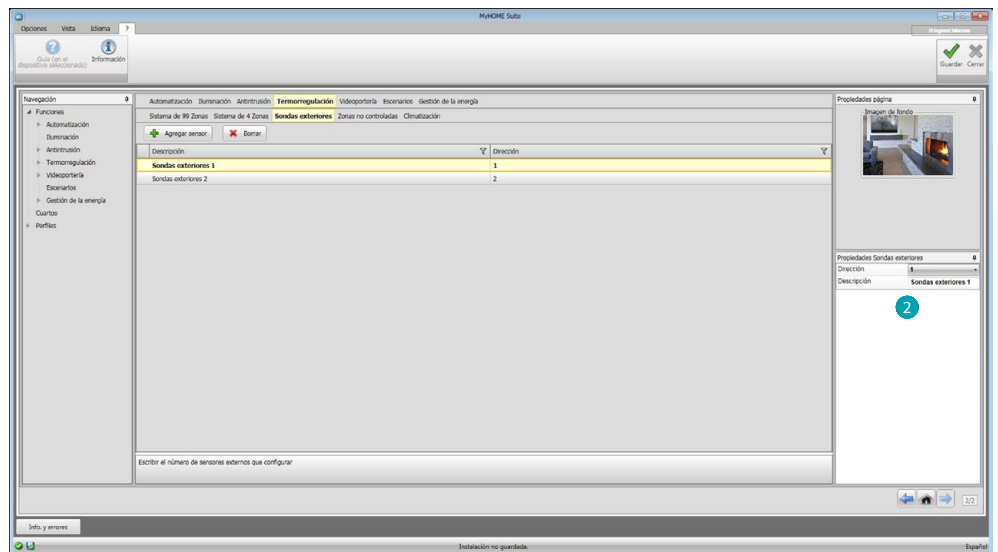 MyHOME Suite
Opciones Vista Idioma ?
Guía (en el dispositivo seleccionado)
Información
Guardar Cerrar
Navegación
Funciones
Automatización
Iluminación
Antintrusión
Termorregulación
Videoportería
Escenarios
Gestión de la energía
Cuartos
Perfiles
Automatización Iluminación Antintrusión Termorregulación Videoportería Escenarios Gestión de la energía
Sistema de 99 Zonas Sistema de 4 Zonas Sondas exteriores Zonas no controladas Climatización
Agregar sensor Borrar
Descripción Dirección
Sondas exteriores 1 1
Sondas exteriores 2 2
Escribir el número de sensores externos que configurar
Propiedades página
Imagen de fondo
Propiedades Sondas exteriores
Dirección 1
Descripción Sondas exteriores 1
2
2/2
Info. y errores
Instalación no guardada.
Español